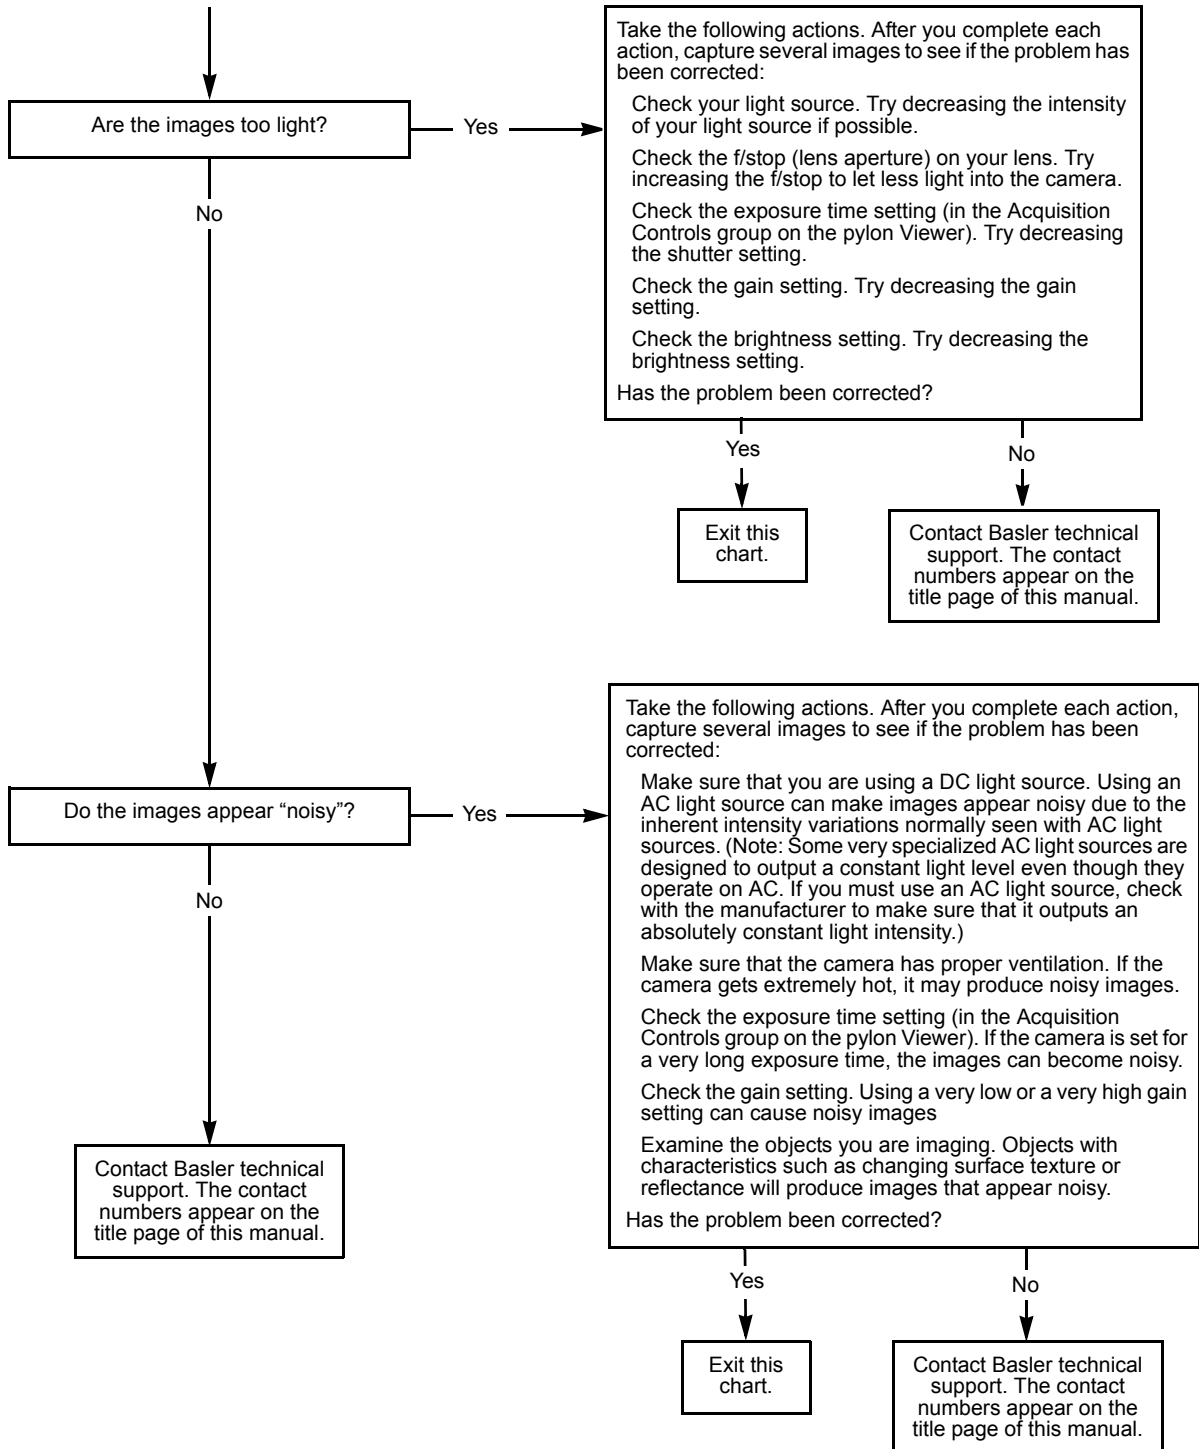 Take the following actions. After you complete each
action, capture several images to see if the problem has
been corrected:
Check your light source. Try decreasing the intensity
of your light source if possible.
Check the f/stop (lens aperture) on your lens. Try
increasing the f/stop to let less light into the camera.
Check the exposure time setting (in the Acquisition
Controls group on the pylon Viewer). Try decreasing
the shutter setting.
Check the gain setting. Try decreasing the gain
setting.
Check the brightness setting. Try decreasing the
brightness setting.
Has the problem been corrected?
Are the images too light?
Yes
No
Yes
No
Exit this
chart.
Contact Basler technical
support. The contact
numbers appear on the
title page of this manual.
Take the following actions. After you complete each action,
capture several images to see if the problem has been
corrected:
Make sure that you are using a DC light source. Using an
AC light source can make images appear noisy due to the
inherent intensity variations normally seen with AC light
sources. (Note: Some very specialized AC light sources are
designed to output a constant light level even though they
operate on AC. If you must use an AC light source, check
with the manufacturer to make sure that it outputs an
absolutely constant light intensity.)
Make sure that the camera has proper ventilation. If the
camera gets extremely hot, it may produce noisy images.
Check the exposure time setting (in the Acquisition
Controls group on the pylon Viewer). If the camera is set for
a very long exposure time, the images can become noisy.
Check the gain setting. Using a very low or a very high gain
setting can cause noisy images
Examine the objects you are imaging. Objects with
characteristics such as changing surface texture or
reflectance will produce images that appear noisy.
Has the problem been corrected?
Do the images appear “noisy”?
Yes
No
Contact Basler technical
support. The contact
numbers appear on the
title page of this manual.
Yes
No
Exit this
chart.
Contact Basler technical
support. The contact
numbers appear on the
title page of this manual.